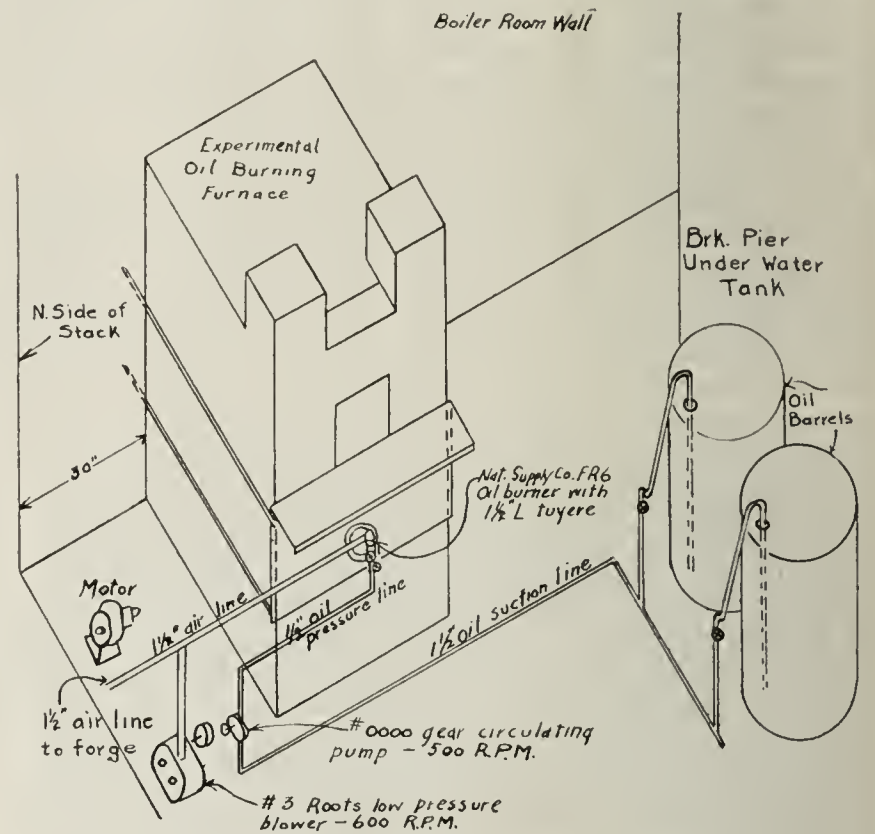 Boiler Room Wall
Experimental
Oil Burning
Furnace
Brk. Pier
Under Water
Tank
N. Side of
Stack
Oil
Barrels
30"
Nat. Supply Co. FR6
Oil burner with
1½" L tuyere
Motor
1½" air line
½" oil
pressure line
1½" Oil suction line
1½" air line
to forge
#0000 gear circulating
pump - 500 R.P.M.
#3 Roots low pressure
blower - 600 R.P.M.